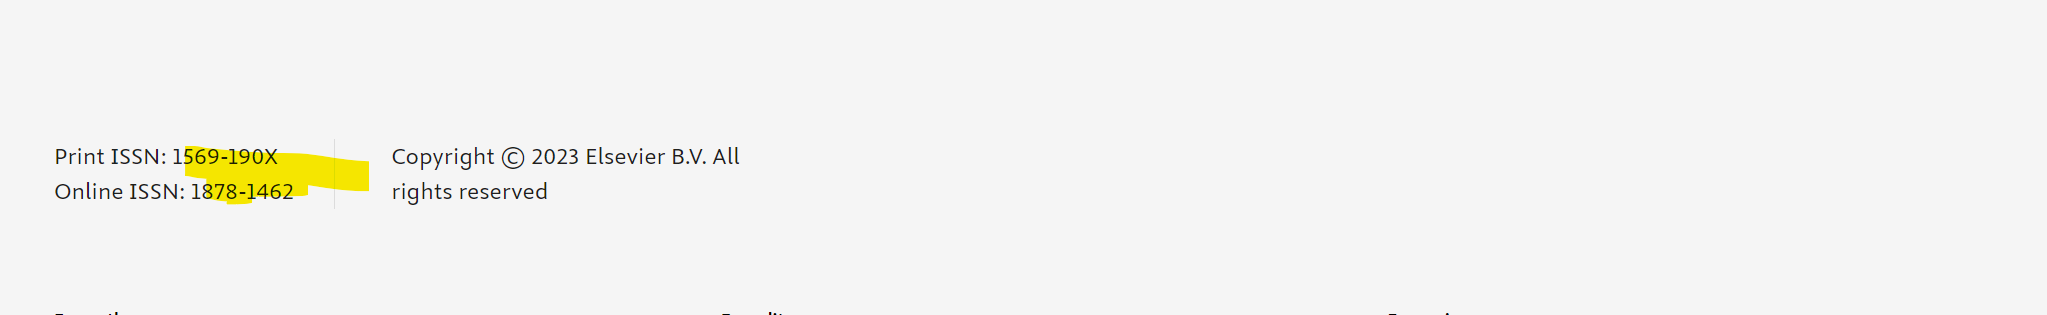 Print ISSN: 1569-190X
Online ISSN: 1878-1462
Copyright © 2023 Elsevier B.V. All
rights reserved